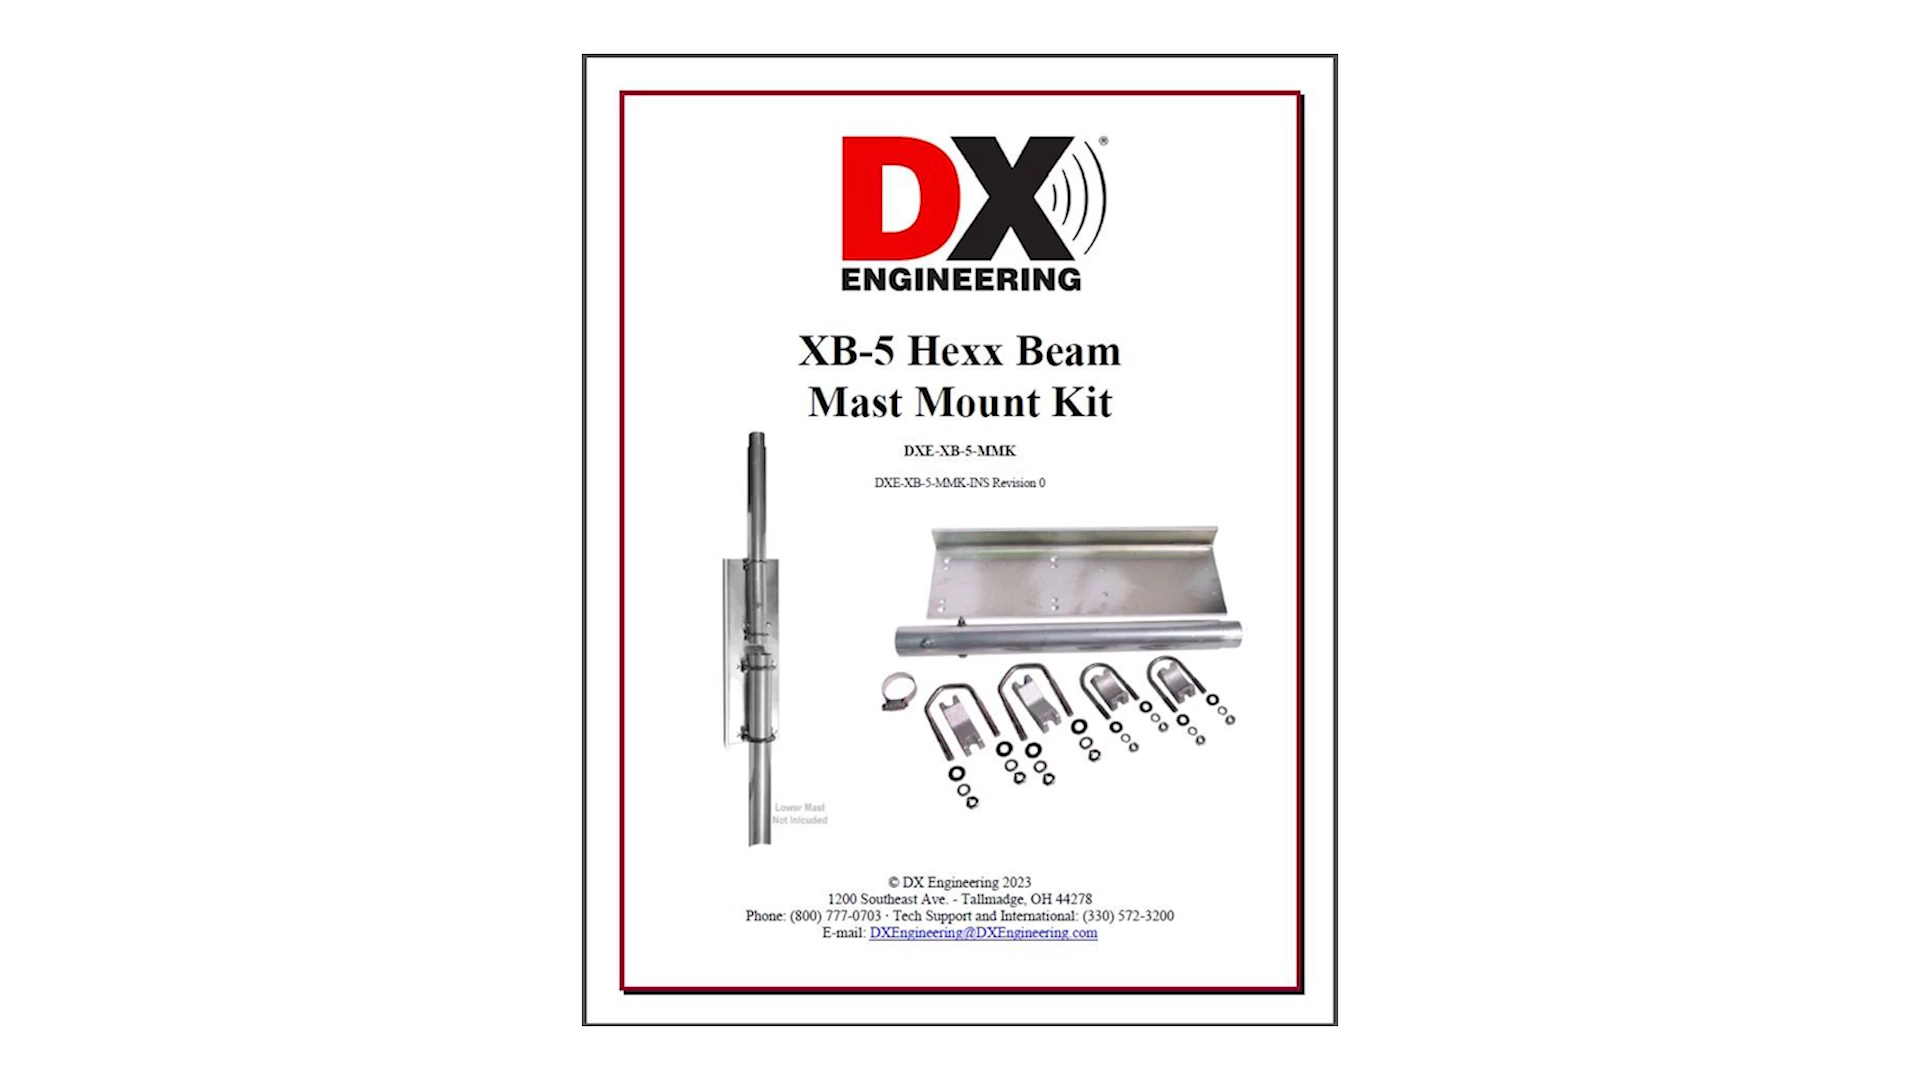 DX
®
ENGINEERING
XB-5 Hexx Beam
Mast Mount Kit
DXE-XB-5-MMK
DXE-XB-5-MMK-INS Revision 0
Lower Mast
Not Inlcuded
© DX Engineering 2023
1200 Southeast Ave. - Tallmadge, OH 44278
Phone: (800) 777-0703 · Tech Support and International: (330) 572-3200
E-mail: DXEngineering@DXEngineering.com